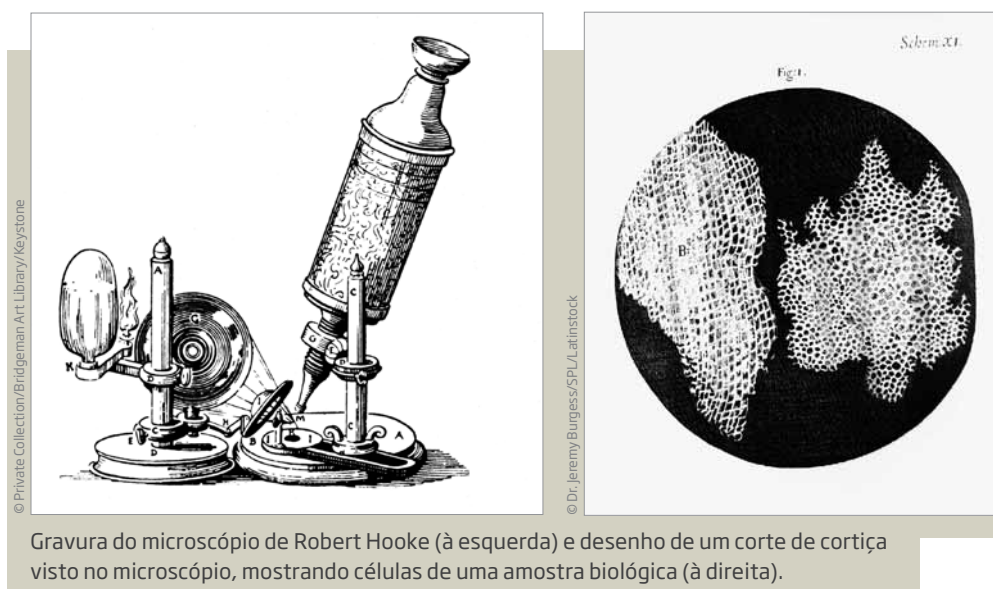 © Private Collection/Bridgeman Art Library/Keystone
A
C
G
K
D
C
E
D
M
B
I
A
© Dr. Jeremy Burgess/SPL/Latinstock
Schem. XI.
Fig: 1.
B
A
Gravura do microscópio de Robert Hooke (à esquerda) e desenho de um corte de cortiça
visto no microscópio, mostrando células de uma amostra biológica (à direita).